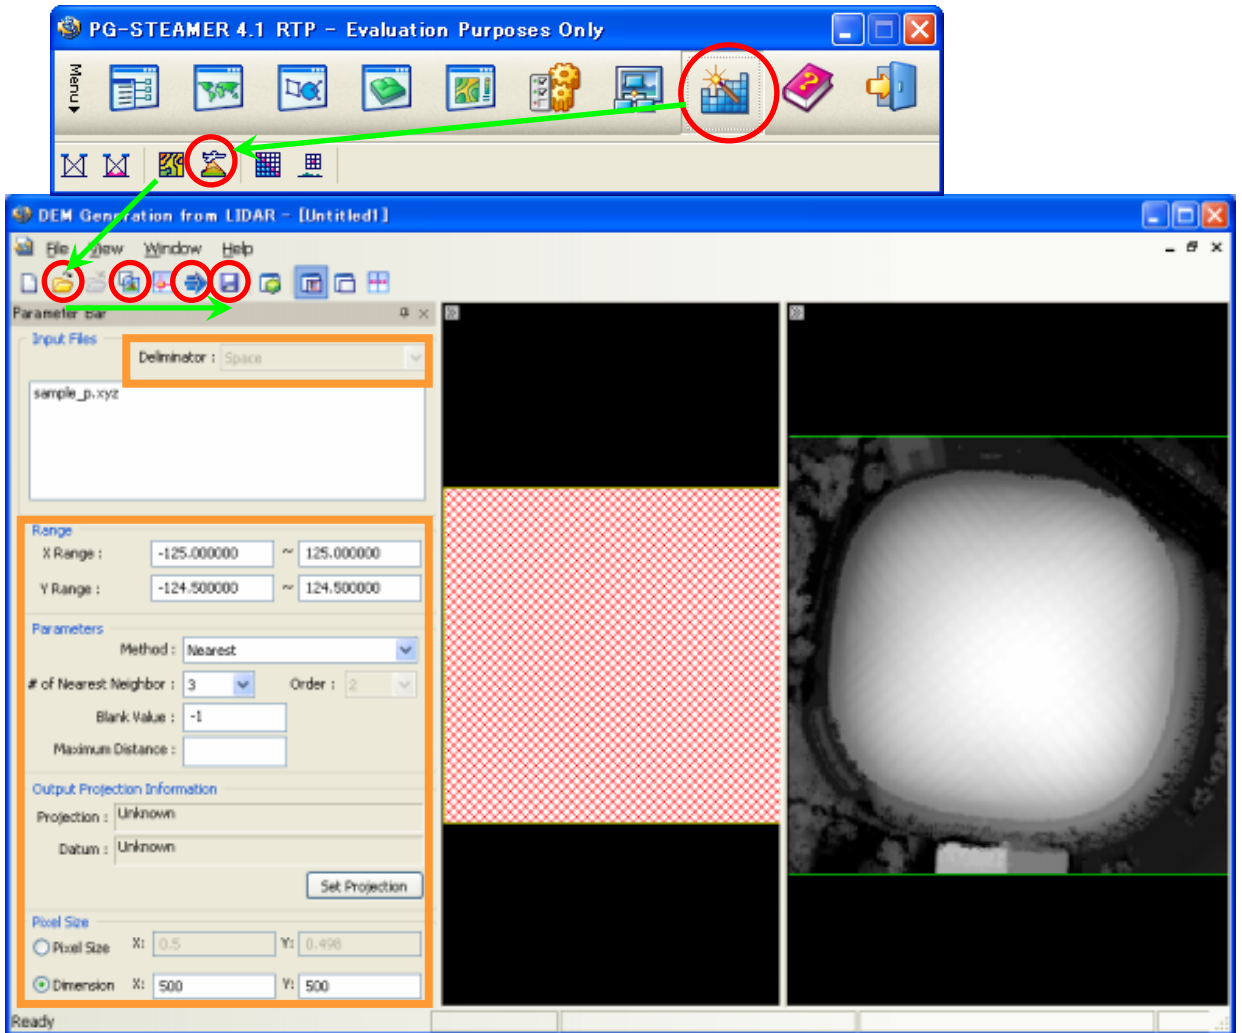 PG-STEAMER 4.1 RTP - Evaluation Purposes Only
Menu
DEM Generation from LIDAR - [Untitled1]
File View Window Help
Parameter Bar
Input Files
Deliminator : Space
sample_p.xyz
Range
X Range : -125.000000 ~ 125.000000
Y Range : -124.500000 ~ 124.500000
Parameters
Method : Nearest
# of Nearest Neighbor : 3 Order : 2
Blank Value : -1
Maximum Distance :
Output Projection Information
Projection : Unknown
Datum : Unknown
Set Projection
Pixel Size
Pixel Size X: 0.5 Y: 0.498
Dimension X: 500 Y: 500
Ready